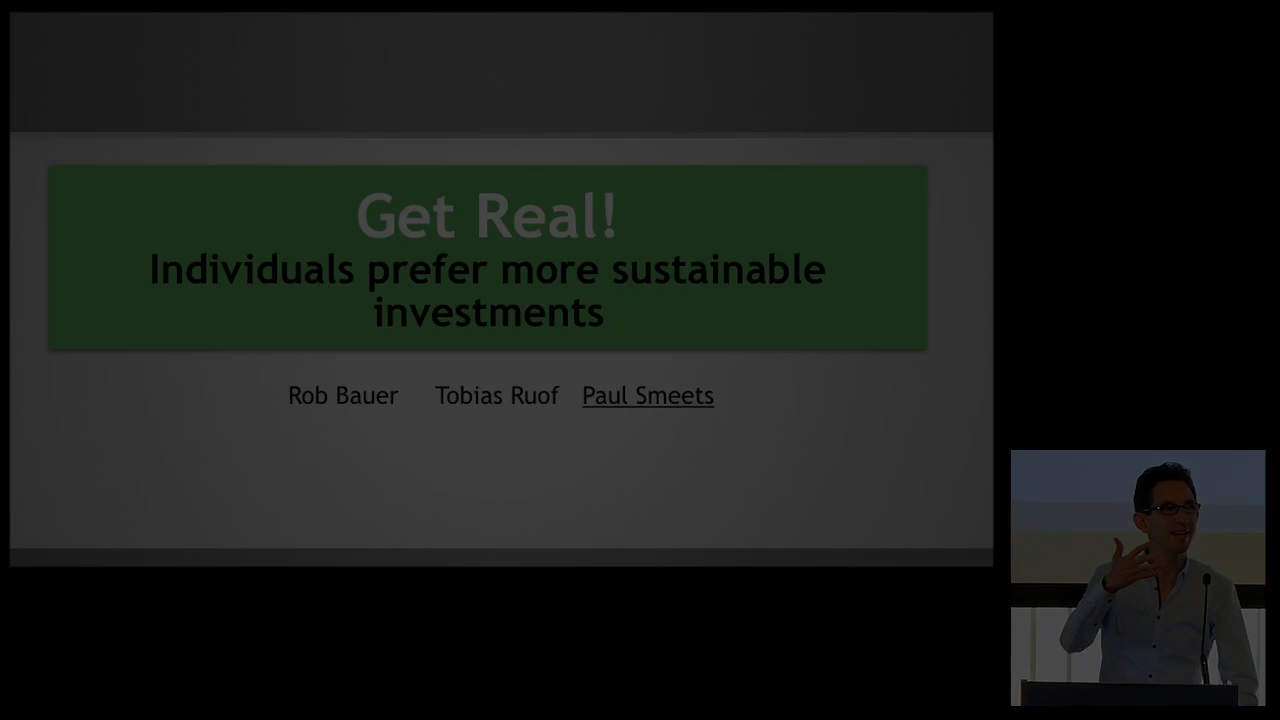 Get Real!
Individuals prefer more sustainable
investments
Rob Bauer Tobias Ruof Paul Smeets